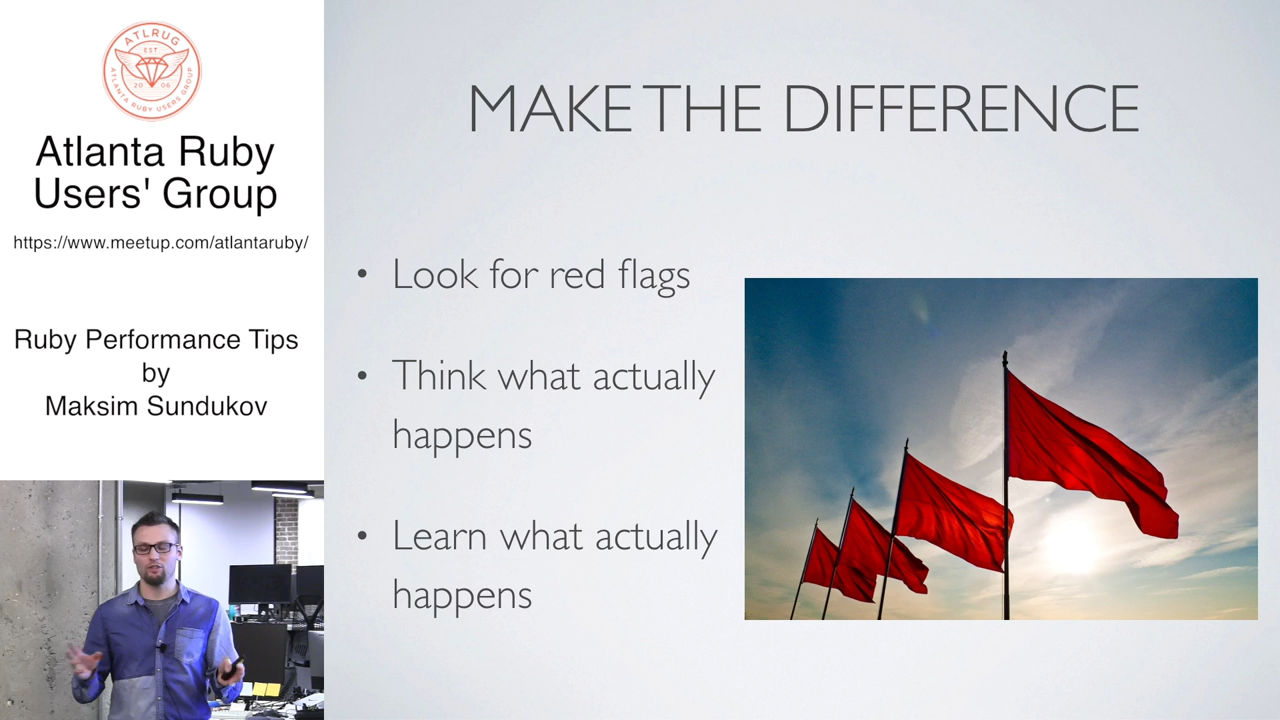 ATLRUG
EST
20 06
ATLANTA RUBY USERS GROUP
Atlanta Ruby
Users' Group
https://www.meetup.com/atlantaruby/
Ruby Performance Tips
by
Maksim Sundukov
MAKE THE DIFFERENCE
• Look for red flags
• Think what actually
happens
• Learn what actually
happens